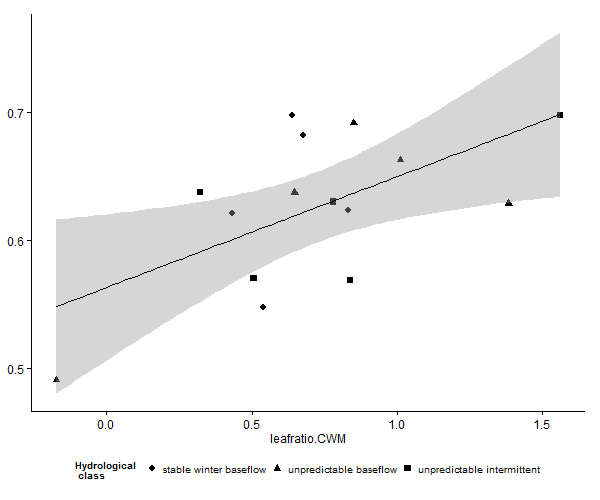 0.7
0.6
0.5
0.0 0.5 1.0 1.5
leafratio.CWM
Hydrological
class
stable winter baseflow unpredictable baseflow unpredictable intermittent